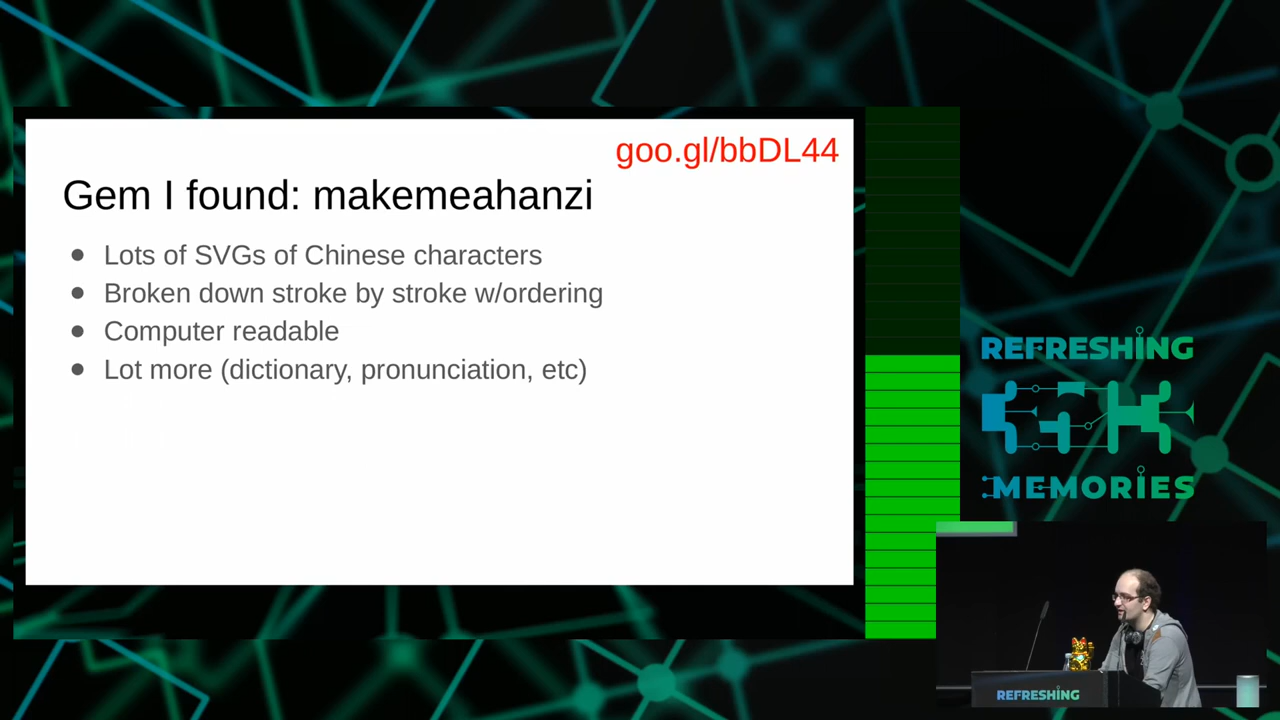 goo.gl/bbDL44
Gem I found: makemeahanzi
● Lots of SVGs of Chinese characters
● Broken down stroke by stroke w/ordering
● Computer readable
● Lot more (dictionary, pronunciation, etc)
REFRESHING
35C3
MEMORIES
REFRESHING